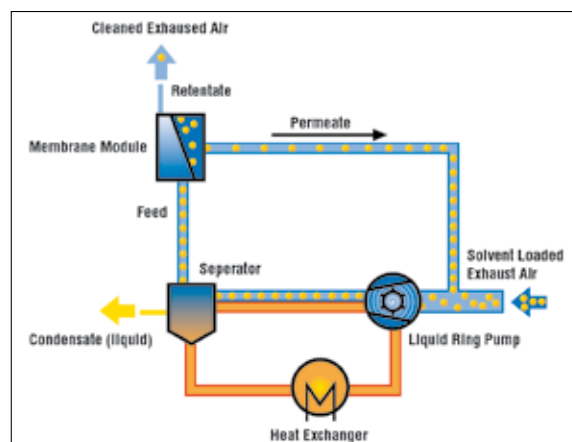 Cleaned Exhaused Air
Retentate
Permeate
Membrane Module
Feed
Solvent Loaded
Exhaust Air
Seperator
Condensate (liquid)
Liquid Ring Pump
Heat Exchanger